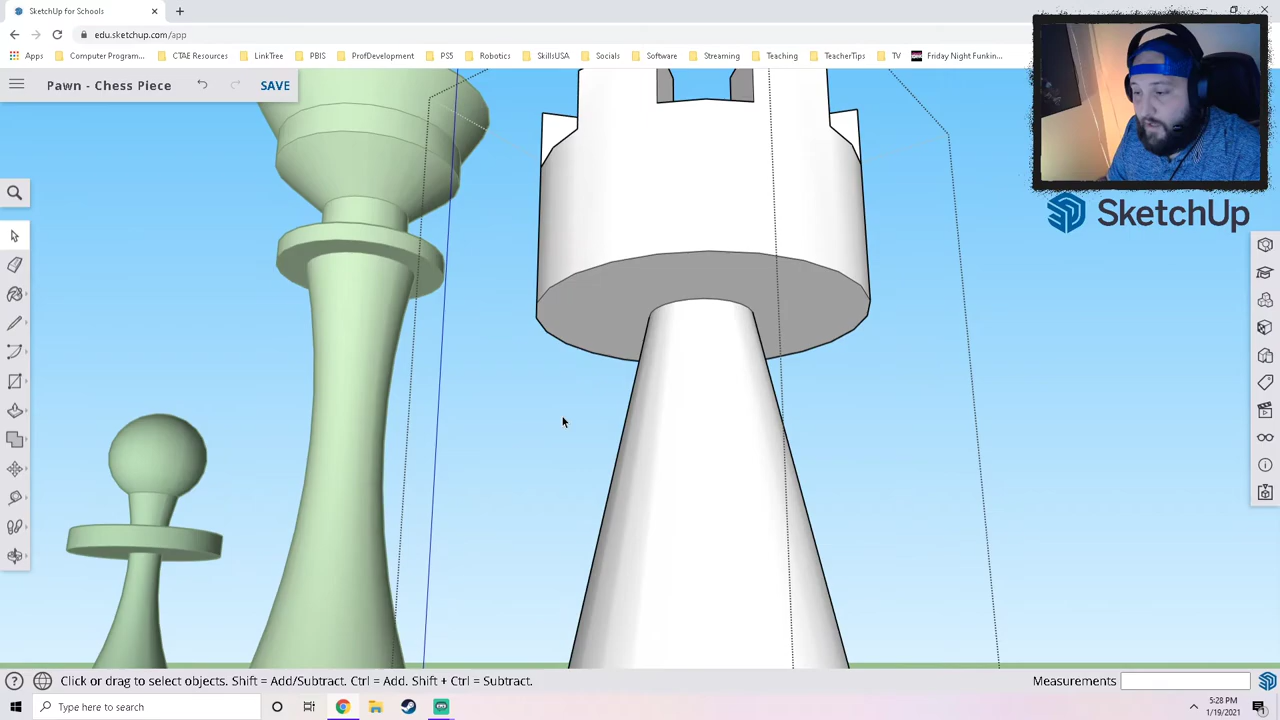 SketchUp for Schools
edu.sketchup.com/app
Apps
Computer Program...
CTAE Resources
LinkTree
PBIS
ProfDevelopment
PS5
Robotics
SkillsUSA
Socials
Software
Streaming
Teaching
TeacherTips
TV
Friday Night Funkin...
Pawn - Chess Piece
SAVE
SketchUp
Click or drag to select objects. Shift = Add/Subtract. Ctrl = Add. Shift + Ctrl = Subtract.
Measurements
Type here to search
5:28 PM
1/19/2021